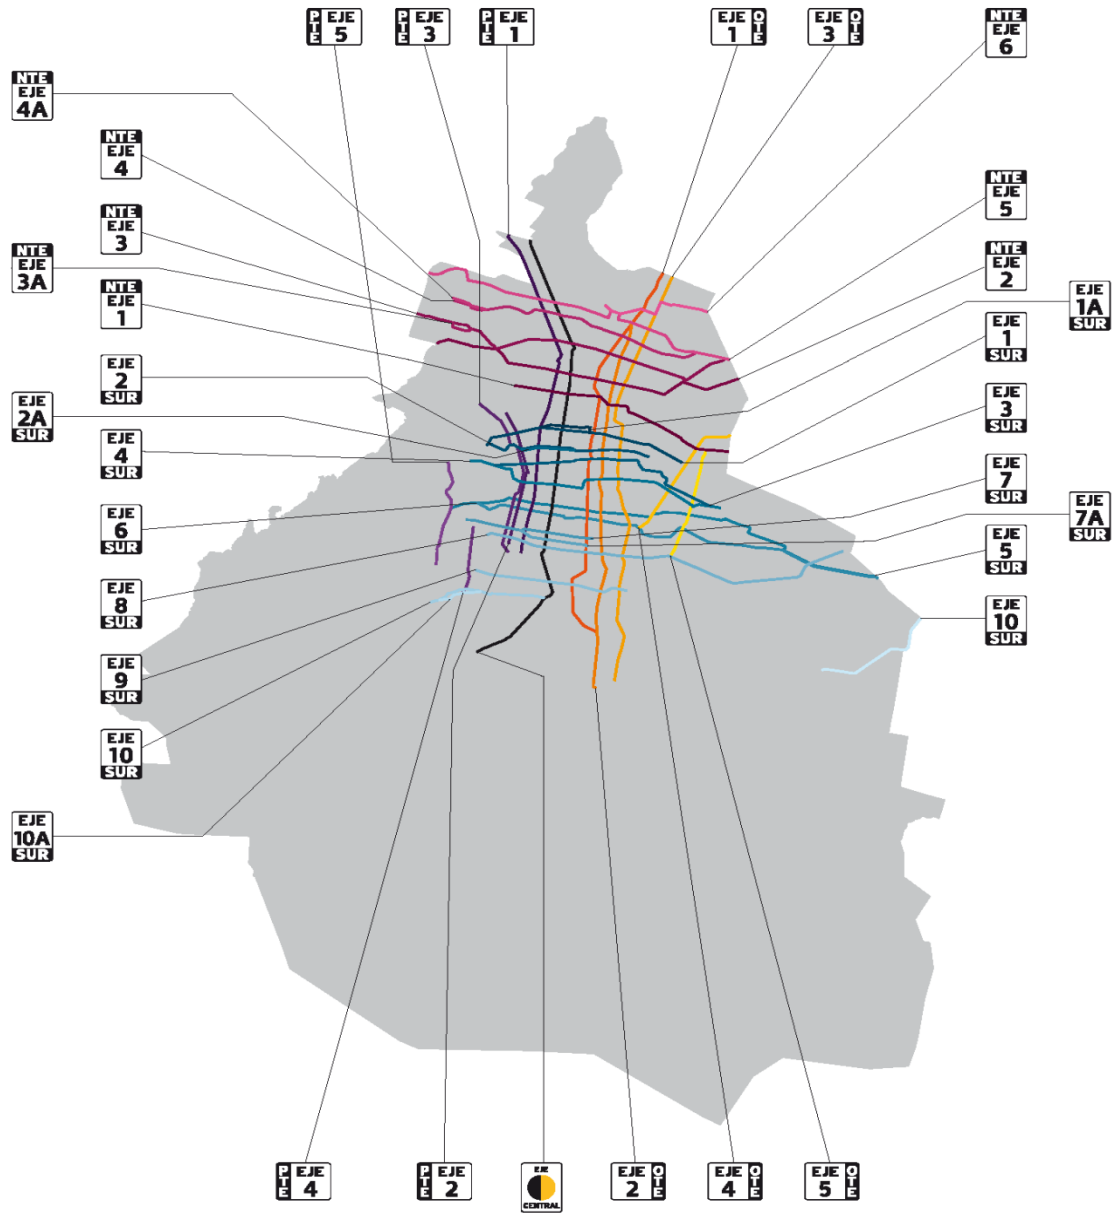 PTE EJE 5
PTE EJE 3
PTE EJE 1
EJE 1 OTE
EJE 3 OTE
NTE EJE 6
NTE EJE 4A
NTE EJE 4
NTE EJE 3
NTE EJE 3A
NTE EJE 1
EJE 2 SUR
EJE 2A SUR
EJE 4 SUR
EJE 6 SUR
EJE 8 SUR
EJE 9 SUR
EJE 10 SUR
EJE 10A SUR
NTE EJE 5
NTE EJE 2
EJE 1A SUR
EJE 1 SUR
EJE 3 SUR
EJE 7 SUR
EJE 7A SUR
EJE 5 SUR
EJE 10 SUR
PTE EJE 4
PTE EJE 2
EJE CENTRAL
EJE 2 OTE
EJE 4 OTE
EJE 5 OTE